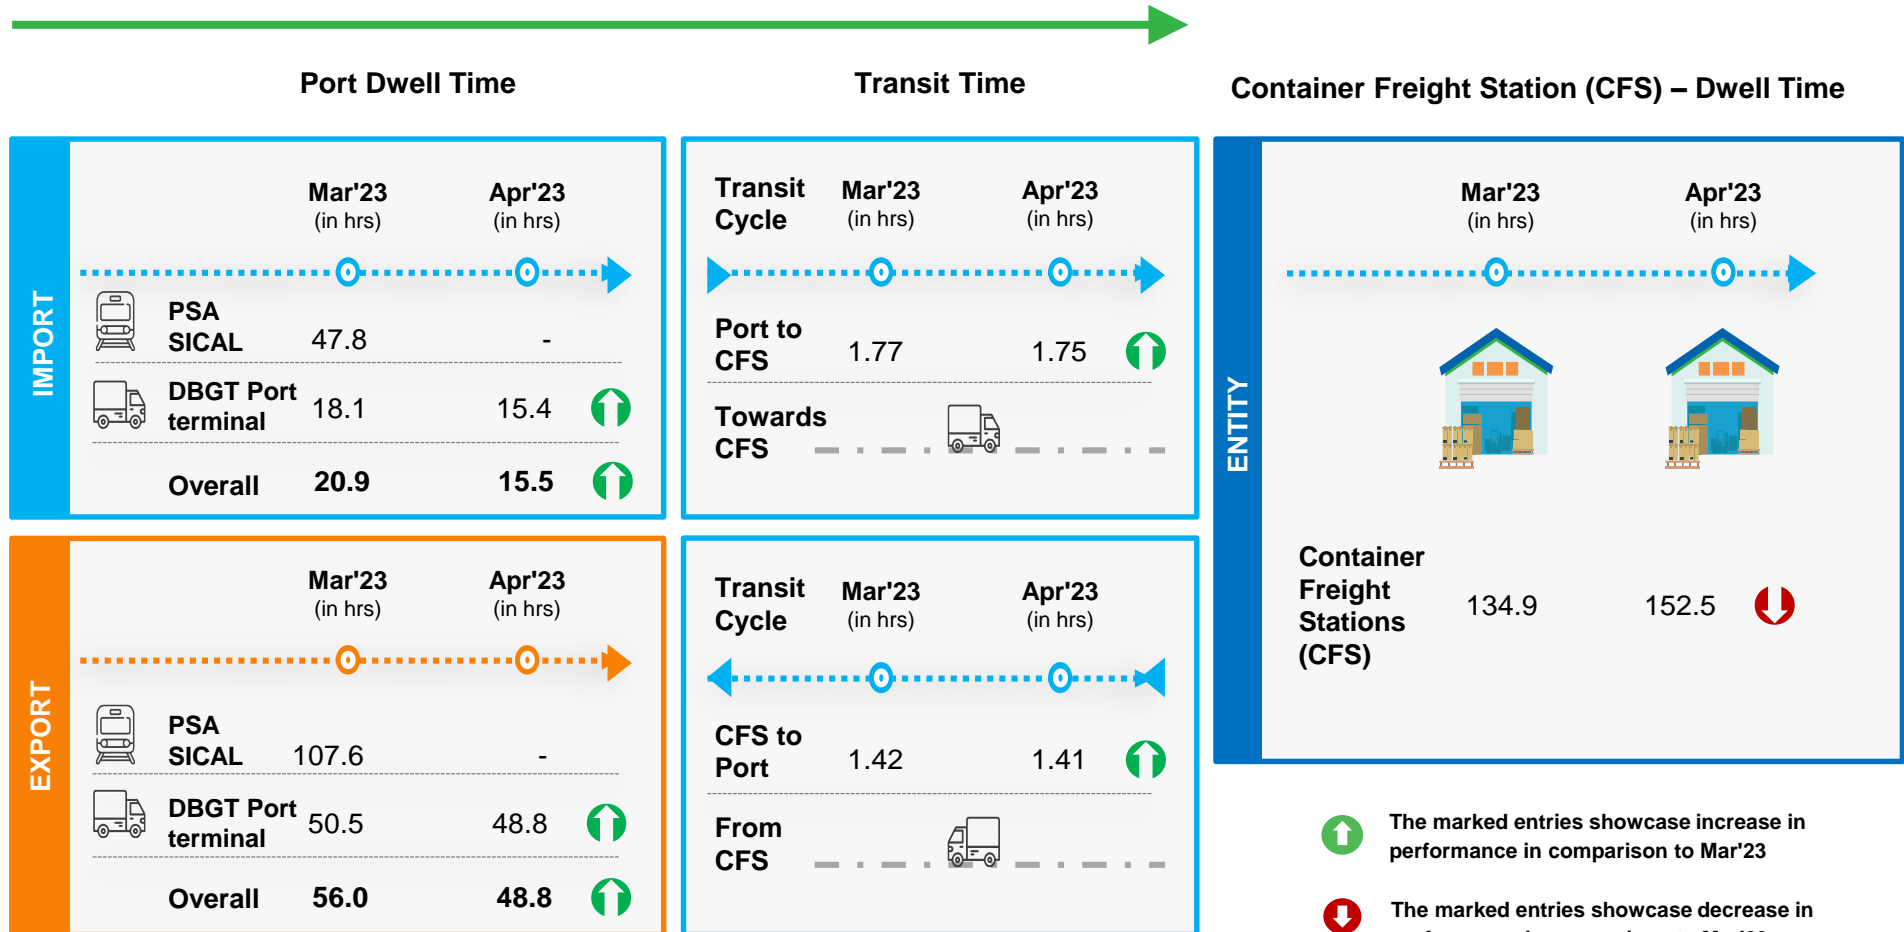 Port Dwell Time
Transit Time
Container Freight Station (CFS) – Dwell Time
IMPORT
Mar'23
Apr'23
(in hrs)
(in hrs)
PSA
SICAL
47.8
-
DBGT Port
terminal
18.1
15.4
Overall
20.9
15.5
Transit
Cycle
Mar'23
Apr'23
(in hrs)
(in hrs)
Port to
CFS
1.77
1.75
Towards
CFS
ENTITY
Mar'23
Apr'23
(in hrs)
(in hrs)
Container
Freight
Stations
(CFS)
134.9
152.5
EXPORT
Mar'23
Apr'23
(in hrs)
(in hrs)
PSA
SICAL
107.6
-
DBGT Port
terminal
50.5
48.8
Overall
56.0
48.8
Transit
Cycle
Mar'23
Apr'23
(in hrs)
(in hrs)
CFS to
Port
1.42
1.41
From
CFS
The marked entries showcase increase in
performance in comparison to Mar'23
The marked entries showcase decrease in